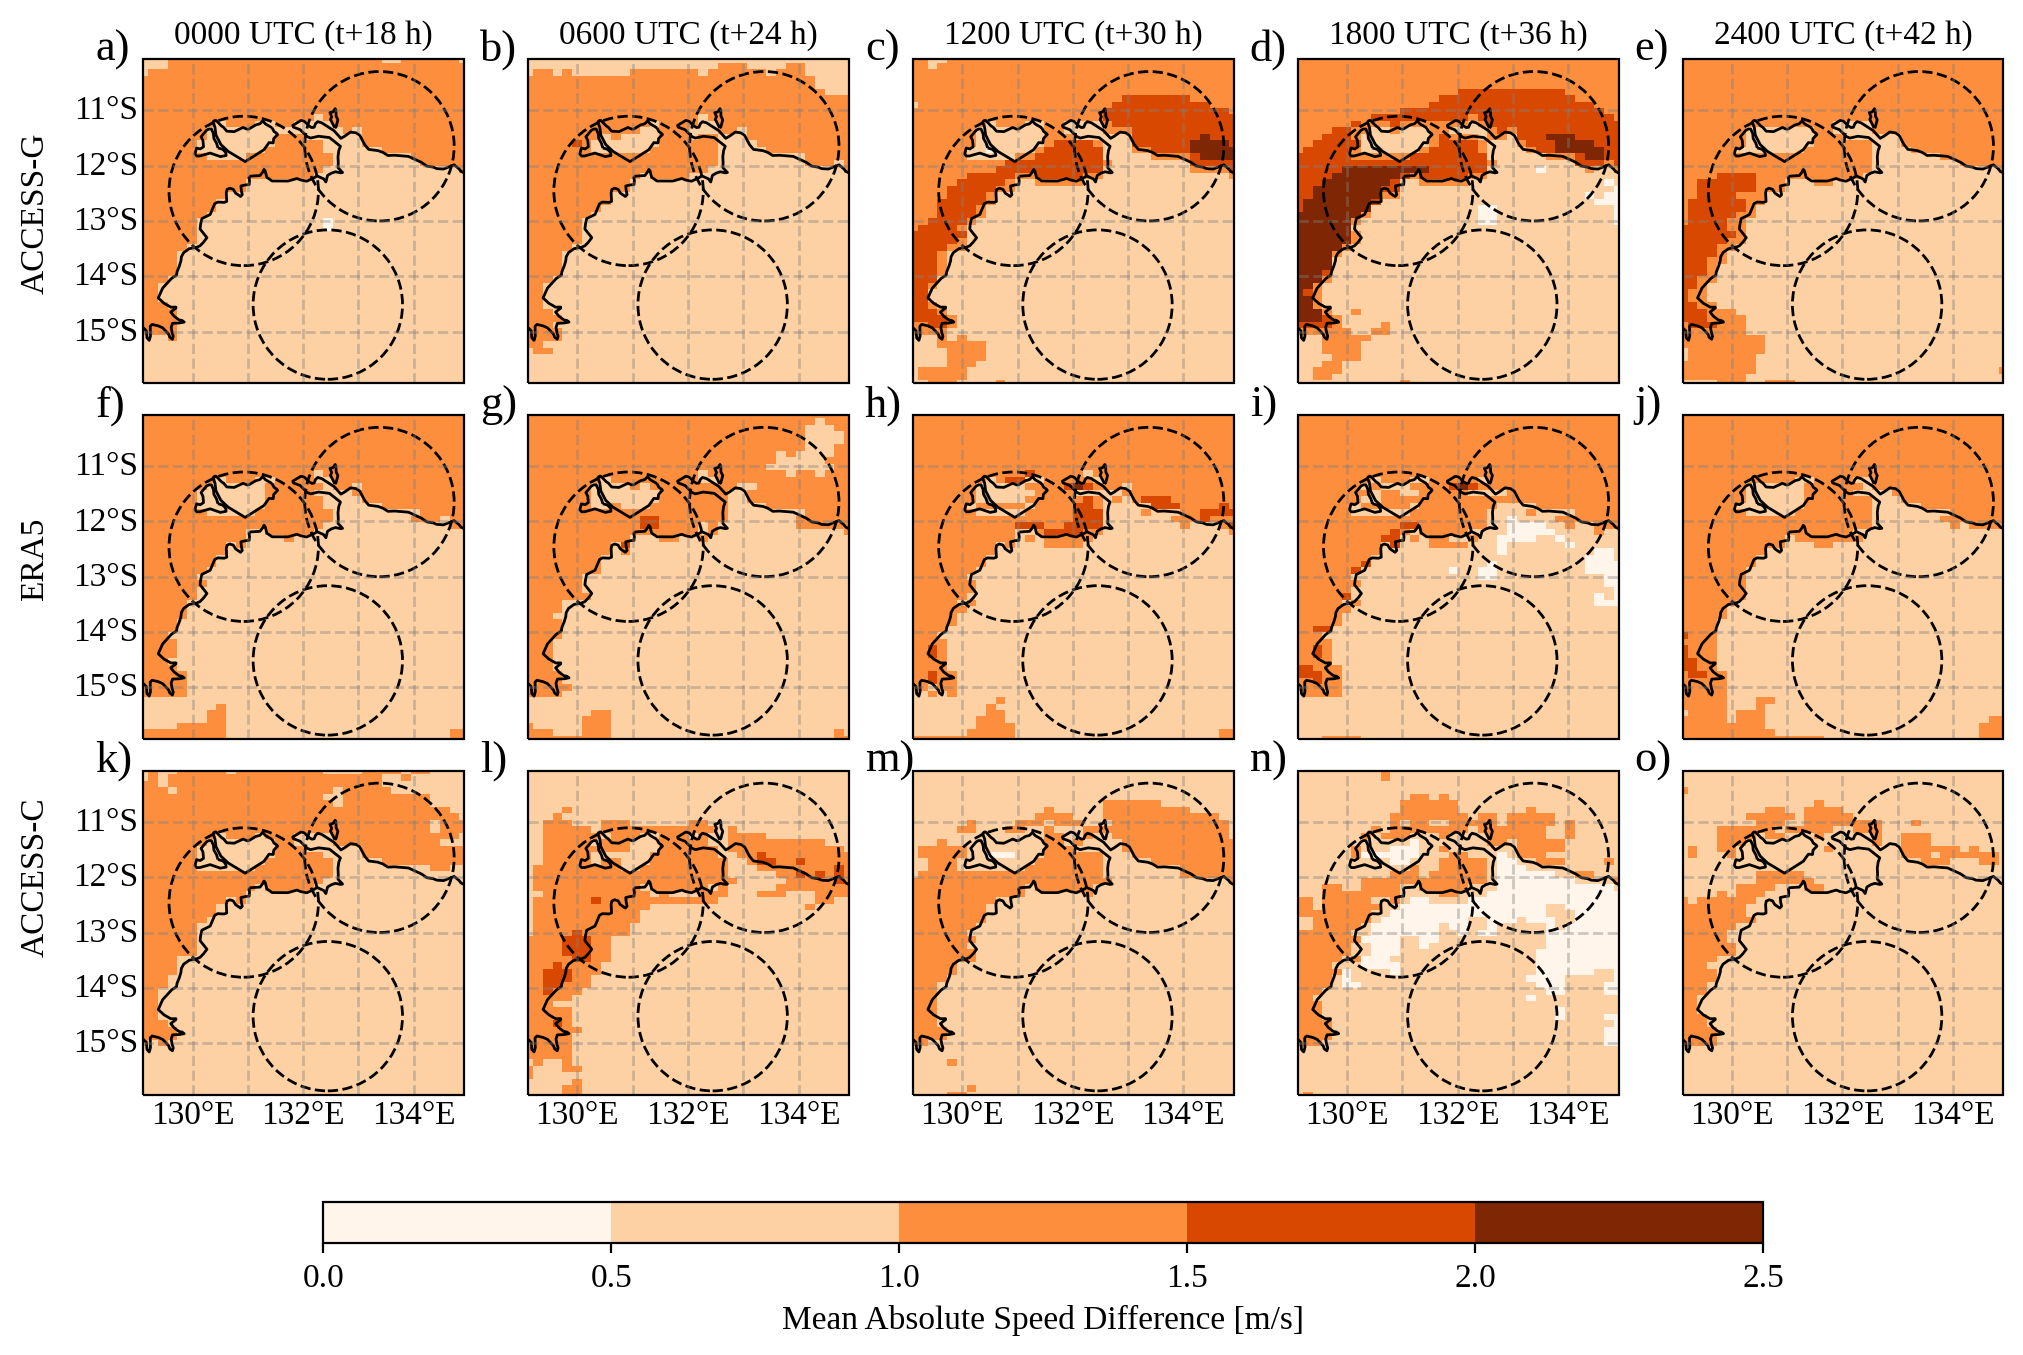 a) 0000 UTC (t+18 h) b) 0600 UTC (t+24 h) c) 1200 UTC (t+30 h) d) 1800 UTC (t+36 h) e) 2400 UTC (t+42 h)
ACCESS-G
11°S
12°S
13°S
14°S
15°S
f) g) h) i) j)
ERA5
11°S
12°S
13°S
14°S
15°S
k) l) m) n) o)
ACCESS-C
11°S
12°S
13°S
14°S
15°S
130°E 132°E 134°E 130°E 132°E 134°E 130°E 132°E 134°E 130°E 132°E 134°E 130°E 132°E 134°E
0.0 0.5 1.0 1.5 2.0 2.5
Mean Absolute Speed Difference [m/s]